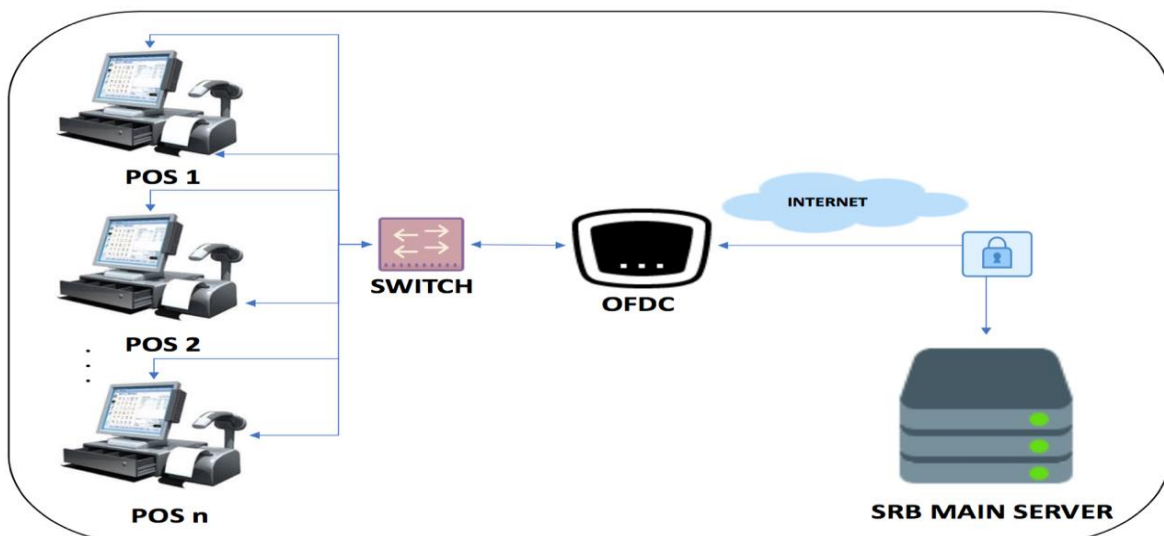 POS 1
POS 2
POS n
SWITCH
OFDC
INTERNET
SRB MAIN SERVER